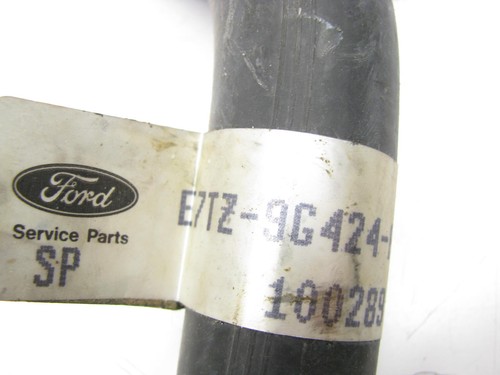 Ford
Service Parts
SP
E7TZ-9G424-
100289